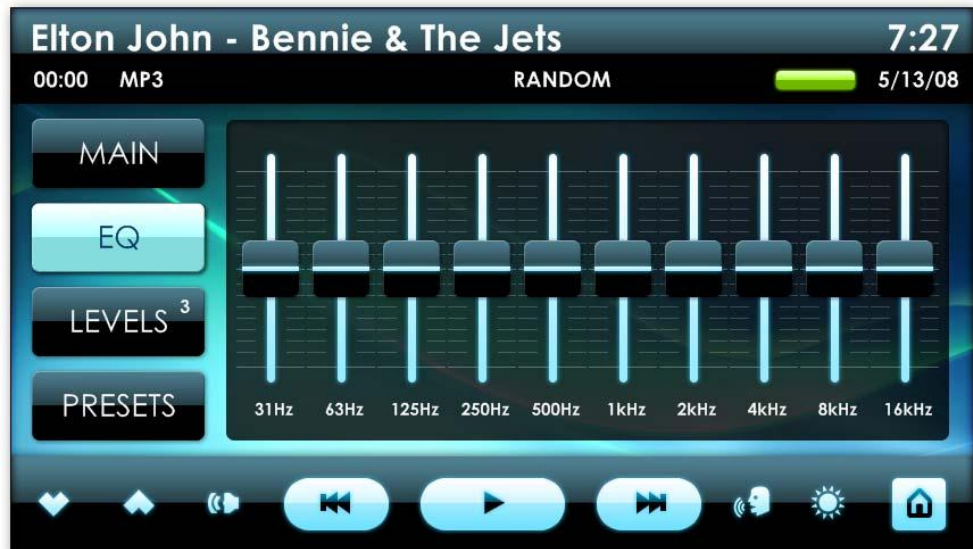 Elton John - Bennie & The Jets 7:27
00:00 MP3 RANDOM 5/13/08
MAIN
EQ
LEVELS 3
PRESETS
31Hz 63Hz 125Hz 250Hz 500Hz 1kHz 2kHz 4kHz 8kHz 16kHz